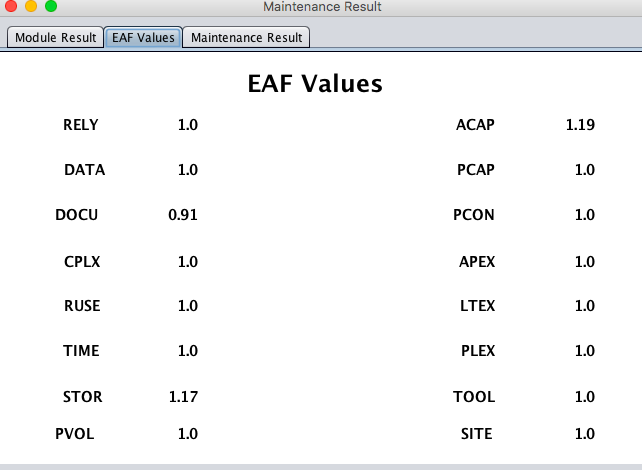 Maintenance Result
Module Result EAF Values Maintenance Result
EAF Values
RELY 1.0 ACAP 1.19
DATA 1.0 PCAP 1.0
DOCU 0.91 PCON 1.0
CPLX 1.0 APEX 1.0
RUSE 1.0 LTEX 1.0
TIME 1.0 PLEX 1.0
STOR 1.17 TOOL 1.0
PVOL 1.0 SITE 1.0